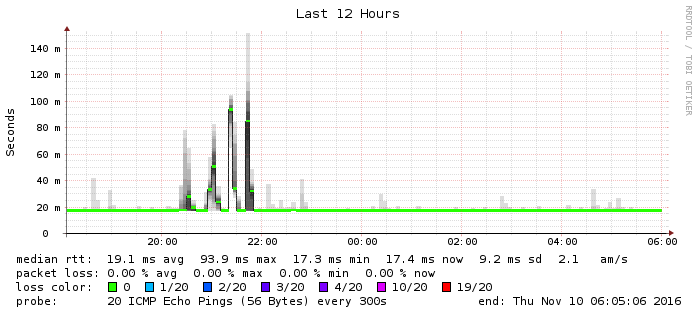 Last 12 Hours
RRDTOOL / TOBI OETIKER
Seconds
140 m
120 m
100 m
80 m
60 m
40 m
20 m
0
20:00 22:00 00:00 02:00 04:00 06:00
median rtt: 19.1 ms avg 93.9 ms max 17.3 ms min 17.4 ms now 9.2 ms sd 2.1 am/s
packet loss: 0.00 % avg 0.00 % max 0.00 % min 0.00 % now
loss color: 0 1/20 2/20 3/20 4/20 10/20 19/20
probe: 20 ICMP Echo Pings (56 Bytes) every 300s end: Thu Nov 10 06:05:06 2016